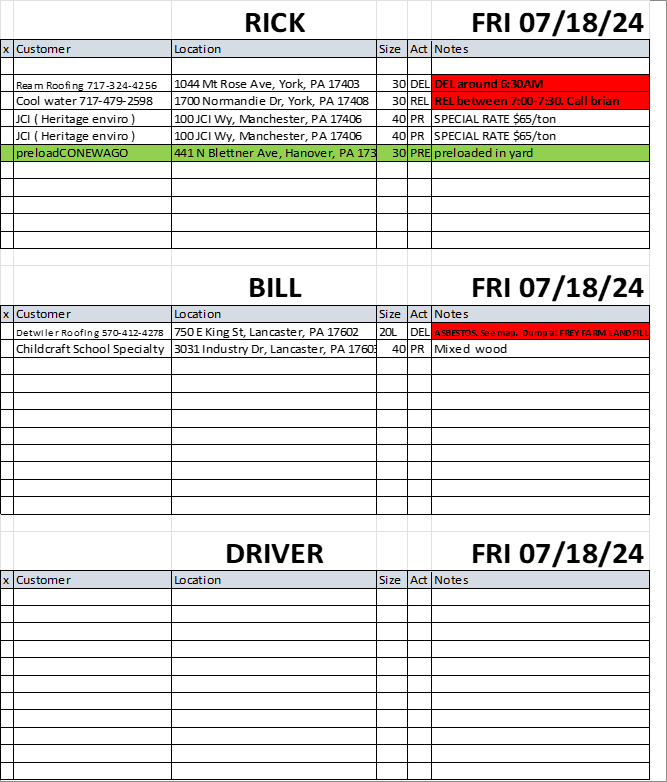 RICK FRI 07/18/24
x Customer Location Size Act Notes
Ream Roofing 717-324-4256 1044 Mt Rose Ave, York, PA 17403 30 DEL DEL around 6:30AM
Cool water 717-479-2598 1700 Normandie Dr, York, PA 17408 30 REL REL between 7:00-7:30. Call brian
JCI ( Heritage enviro ) 100 JCI Wy, Manchester, PA 17406 40 PR SPECIAL RATE $65/ton
JCI ( Heritage enviro ) 100 JCI Wy, Manchester, PA 17406 40 PR SPECIAL RATE $65/ton
preloadCONEWAGO 441 N Blettner Ave, Hanover, PA 173 30 PRE preloaded in yard
BILL FRI 07/18/24
x Customer Location Size Act Notes
Detwiler Roofing 570-412-4278 750 E King St, Lancaster, PA 17602 20L DEL ASBESTOS. See map. Dump at FREY FARM LANDFILL
Childcraft School Specialty 3031 Industry Dr, Lancaster, PA 17603 40 PR Mixed wood
DRIVER FRI 07/18/24
x Customer Location Size Act Notes